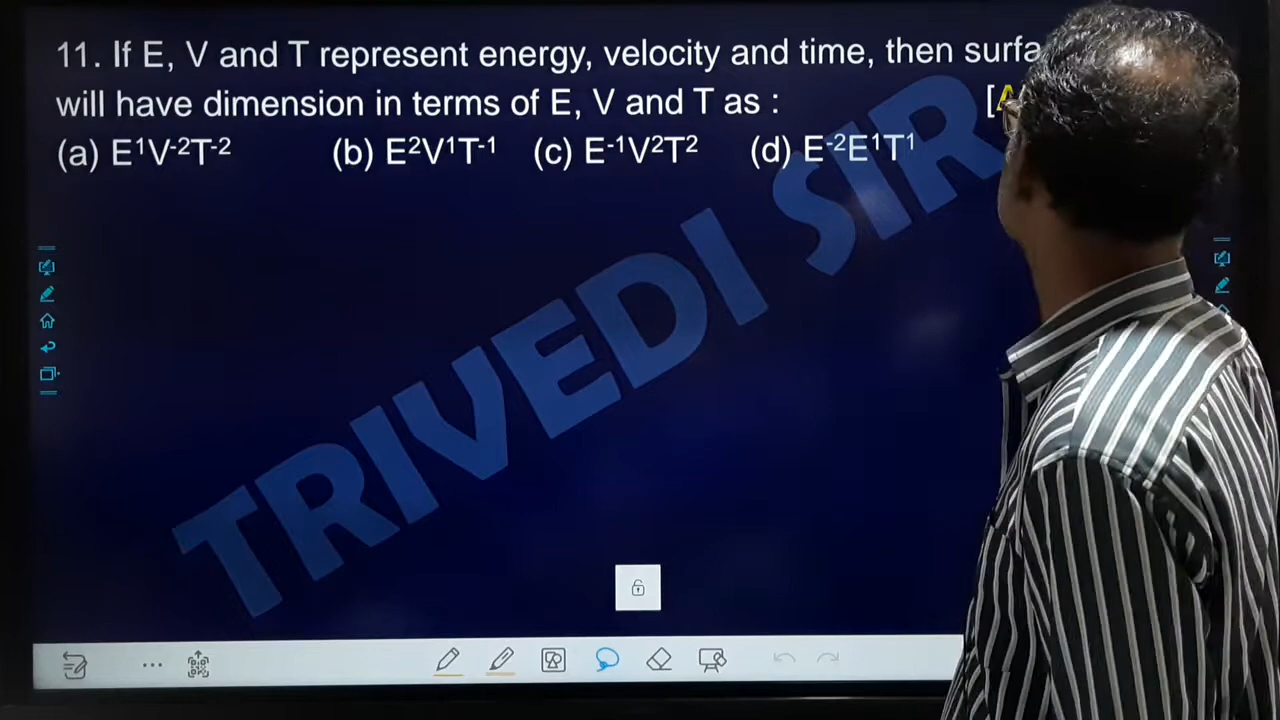 11. If E, V and T represent energy, velocity and time, then
will have dimension in terms of E, V and T as :
(a) E¹V⁻²T⁻² (b) E²V¹T⁻¹ (c) E⁻¹V²T² (d) E⁻²E¹T¹
TRIVEDI SIR